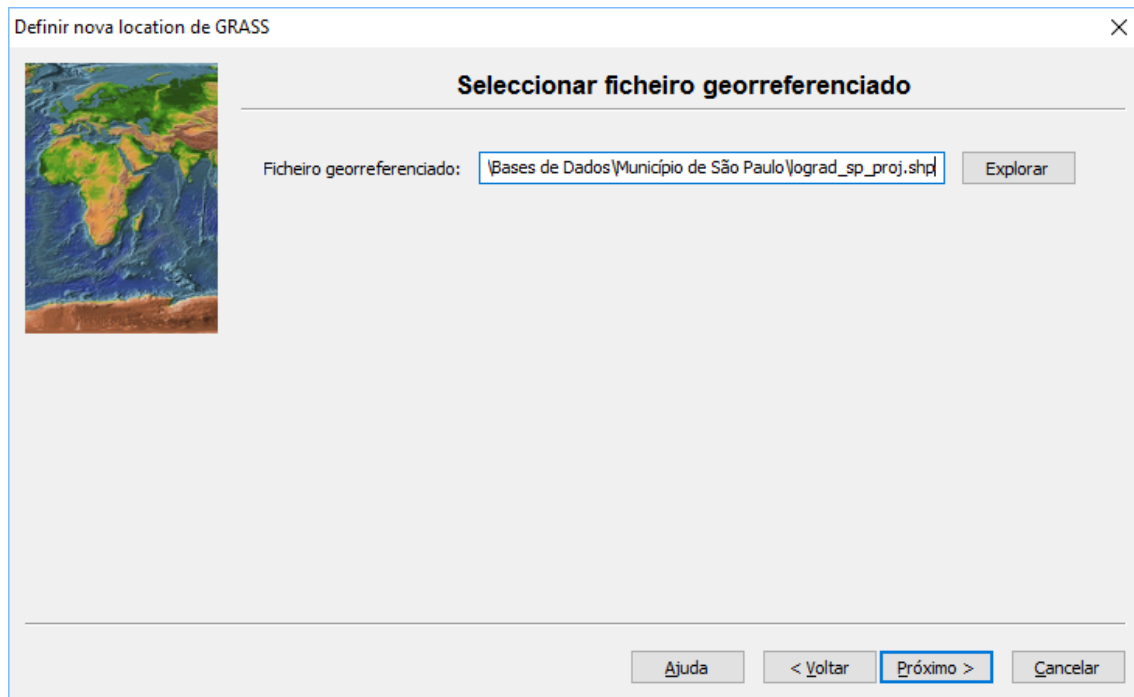 Definir nova location de GRASS
Seleccionar ficheiro georreferenciado
Ficheiro georreferenciado: \Bases de Dados\Município de São Paulo\lograd_sp_proj.shp Explorar
Ajuda < Voltar Próximo > Cancelar